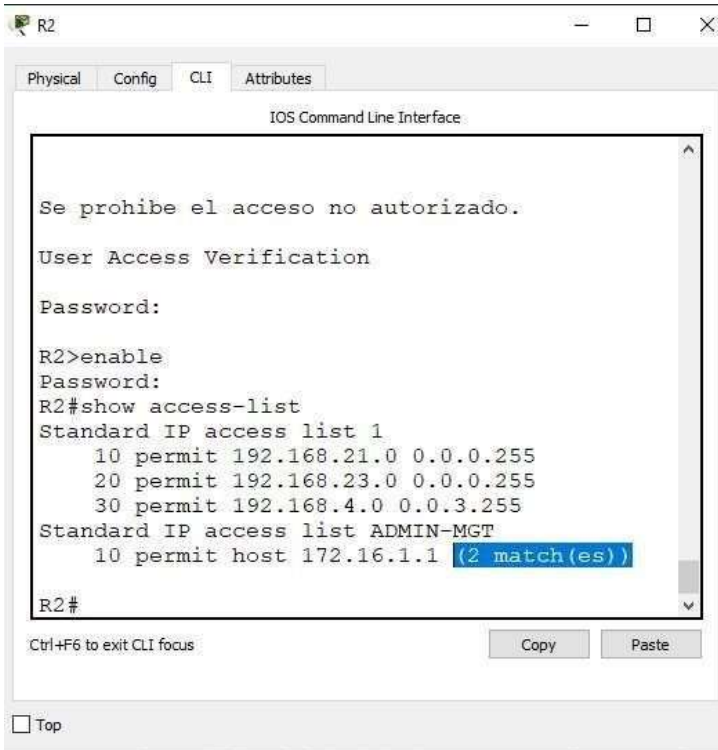 R2
Physical Config CLI Attributes
IOS Command Line Interface
Se prohibe el acceso no autorizado.
User Access Verification
Password:
R2>enable
Password:
R2#show access-list
Standard IP access list 1
10 permit 192.168.21.0 0.0.0.255
20 permit 192.168.23.0 0.0.0.255
30 permit 192.168.4.0 0.0.3.255
Standard IP access list ADMIN-MGT
10 permit host 172.16.1.1 (2 match(es))
R2#
Ctrl+F6 to exit CLI focus Copy Paste
Top